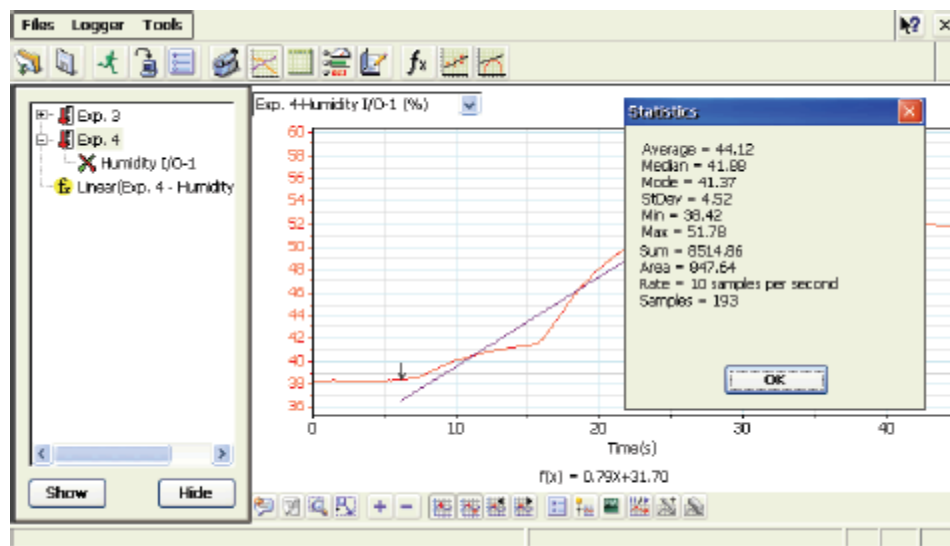 Files Logger Tools
Exp. 3
Exp. 4
Humidity I/O-1
Linear(Exp. 4 - Humidity
Show
Hide
Exp. 4-Humidity I/O-1 (%)
60
58
56
54
52
50
48
46
44
42
40
38
36
0 10 20 30 40
Time(s)
f(x) = 0.79X+31.70
Statistics
Average = 44.12
Median = 41.88
Mode = 41.37
StDev = 4.52
Min = 38.42
Max = 51.78
Sum = 8514.86
Area = 847.64
Rate = 10 samples per second
Samples = 193
OK
fx